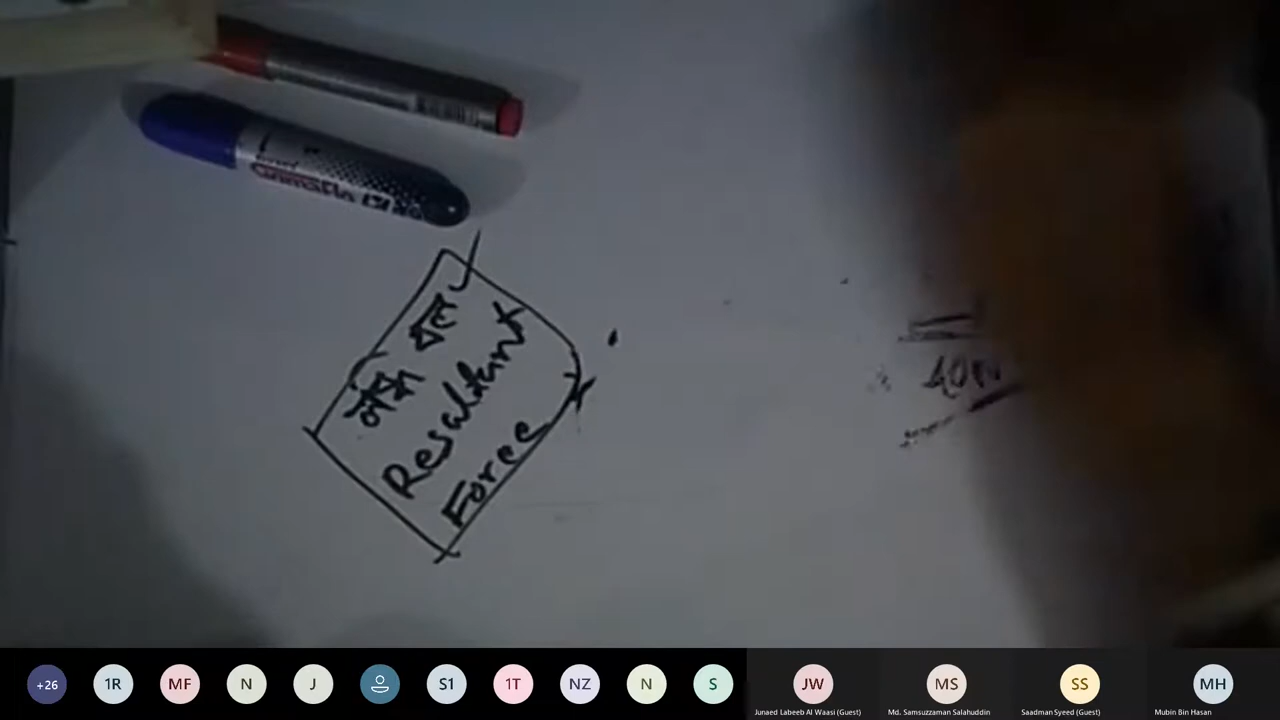 লব্ধি বল
Resultant
Force
40N
+26
1R
MF
N
J
S1
1T
NZ
N
S
JW
MS
SS
MH
Junaed Labeeb Al Waasi (Guest)
Md. Samsuzzaman Salahuddin
Saadman Syeed (Guest)
Mubin Bin Hasan